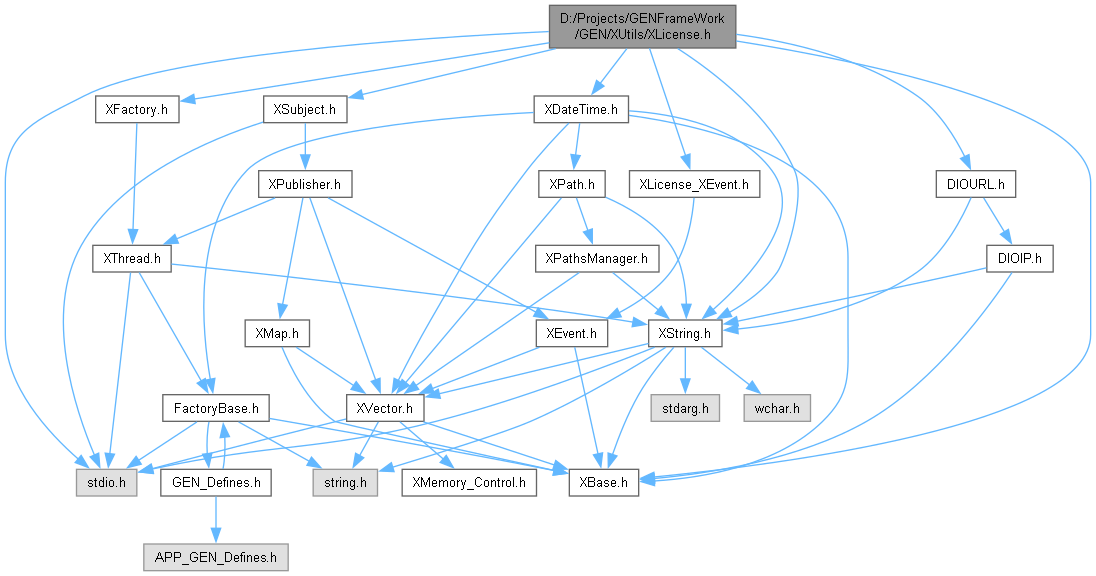 D:/Projects/GENFrameWork
/GEN/XUtils/XLicense.h
XFactory.h
XSubject.h
XDateTime.h
XPublisher.h
XPath.h
XLicense_XEvent.h
DIOURL.h
XThread.h
XPathsManager.h
DIOIP.h
XMap.h
XEvent.h
XString.h
FactoryBase.h
XVector.h
stdarg.h
wchar.h
stdio.h
GEN_Defines.h
string.h
XMemory_Control.h
XBase.h
APP_GEN_Defines.h